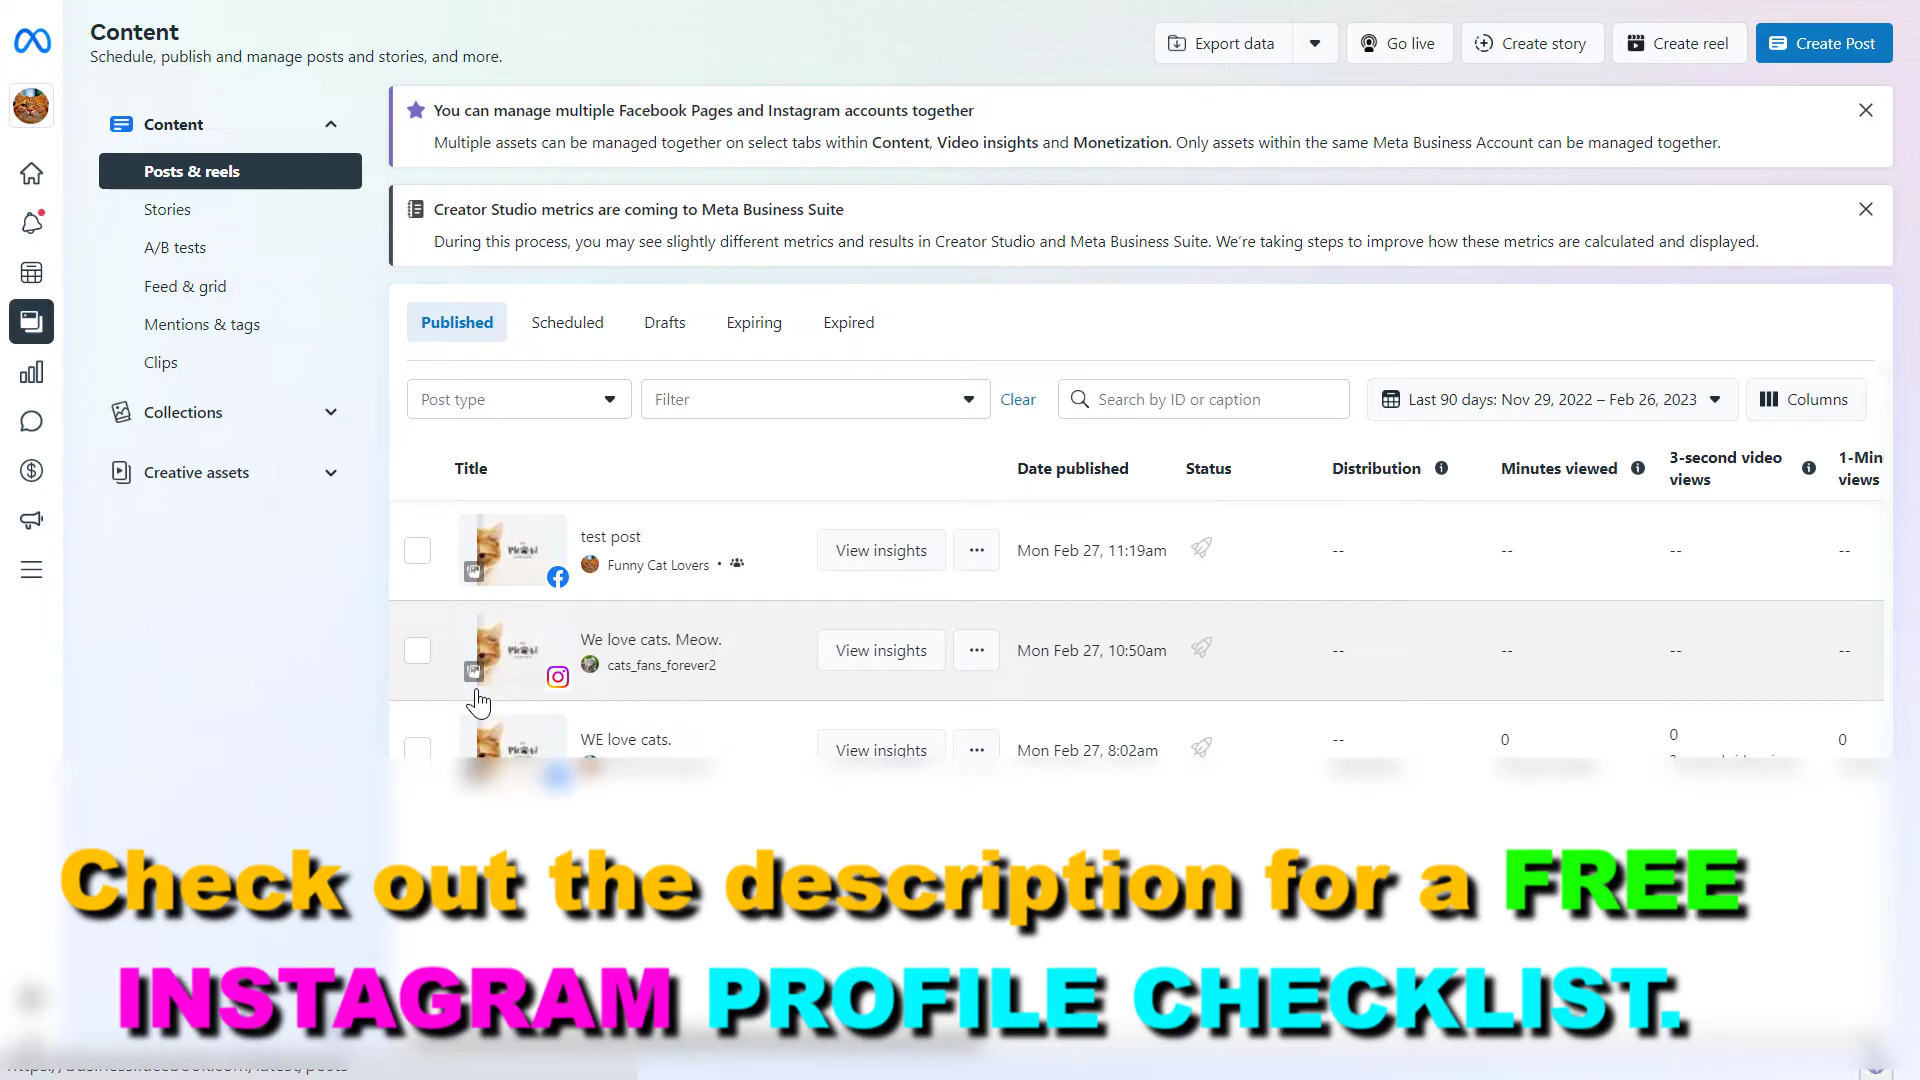 Content
Schedule, publish and manage posts and stories, and more.
Export data
Go live
Create story
Create reel
Create Post
Content
Posts & reels
Stories
A/B tests
Feed & grid
Mentions & tags
Clips
Collections
Creative assets
You can manage multiple Facebook Pages and Instagram accounts together
Multiple assets can be managed together on select tabs within Content, Video insights and Monetization. Only assets within the same Meta Business Account can be managed together.
Creator Studio metrics are coming to Meta Business Suite
During this process, you may see slightly different metrics and results in Creator Studio and Meta Business Suite. We're taking steps to improve how these metrics are calculated and displayed.
Published Scheduled Drafts Expiring Expired
Post type
Filter
Clear
Search by ID or caption
Last 90 days: Nov 29, 2022 – Feb 26, 2023
Columns
Title Date published Status Distribution Minutes viewed 3-second video views 1-Min views
test post
Funny Cat Lovers •
View insights ... Mon Feb 27, 11:19am -- -- -- --
We love cats. Meow.
cats_fans_forever2
View insights ... Mon Feb 27, 10:50am -- -- -- --
WE love cats.
View insights ... Mon Feb 27, 8:02am -- 0 0 0
Check out the description for a FREE
INSTAGRAM PROFILE CHECKLIST.